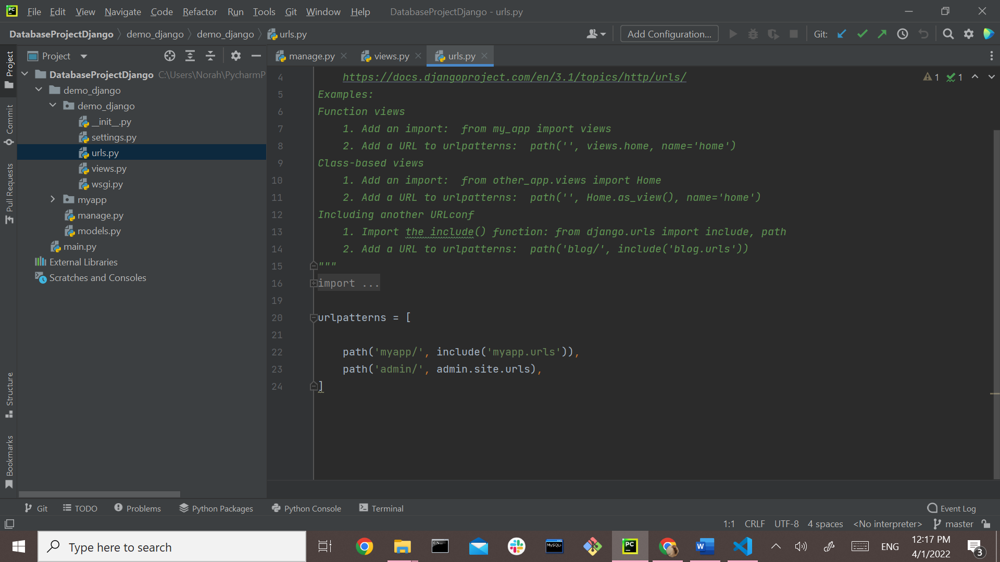 File Edit View Navigate Code Refactor Run Tools Git Window Help DatabaseProjectDjango - urls.py
DatabaseProjectDjango demo_django demo_django urls.py Add Configuration... Git:
Project manage.py views.py urls.py
DatabaseProjectDjango C:\Users\Norah\PycharmP
demo_django
demo_django
__init__.py
settings.py
urls.py
views.py
wsgi.py
myapp
manage.py
models.py
main.py
External Libraries
Scratches and Consoles
Project
Commit
Pull Requests
Structure
Bookmarks
4 https://docs.djangoproject.com/en/3.1/topics/http/urls/
1 1
5 Examples:
6 Function views
7 1. Add an import:  from my_app import views
8 2. Add a URL to urlpatterns:  path('', views.home, name='home')
9 Class-based views
10 1. Add an import:  from other_app.views import Home
11 2. Add a URL to urlpatterns:  path('', Home.as_view(), name='home')
12 Including another URLconf
13 1. Import the include() function: from django.urls import include, path
14 2. Add a URL to urlpatterns:  path('blog/', include('blog.urls'))
15 """
16 import ...
19
20 urlpatterns = [
21
22 path('myapp/', include('myapp.urls')),
23 path('admin/', admin.site.urls),
24 ]
Git TODO Problems Python Packages Python Console Terminal Event Log
1:1 CRLF UTF-8 4 spaces <No interpreter> master
Type here to search
C:\_
MySQL>
PC
W
ENG
12:17 PM
4/1/2022
3